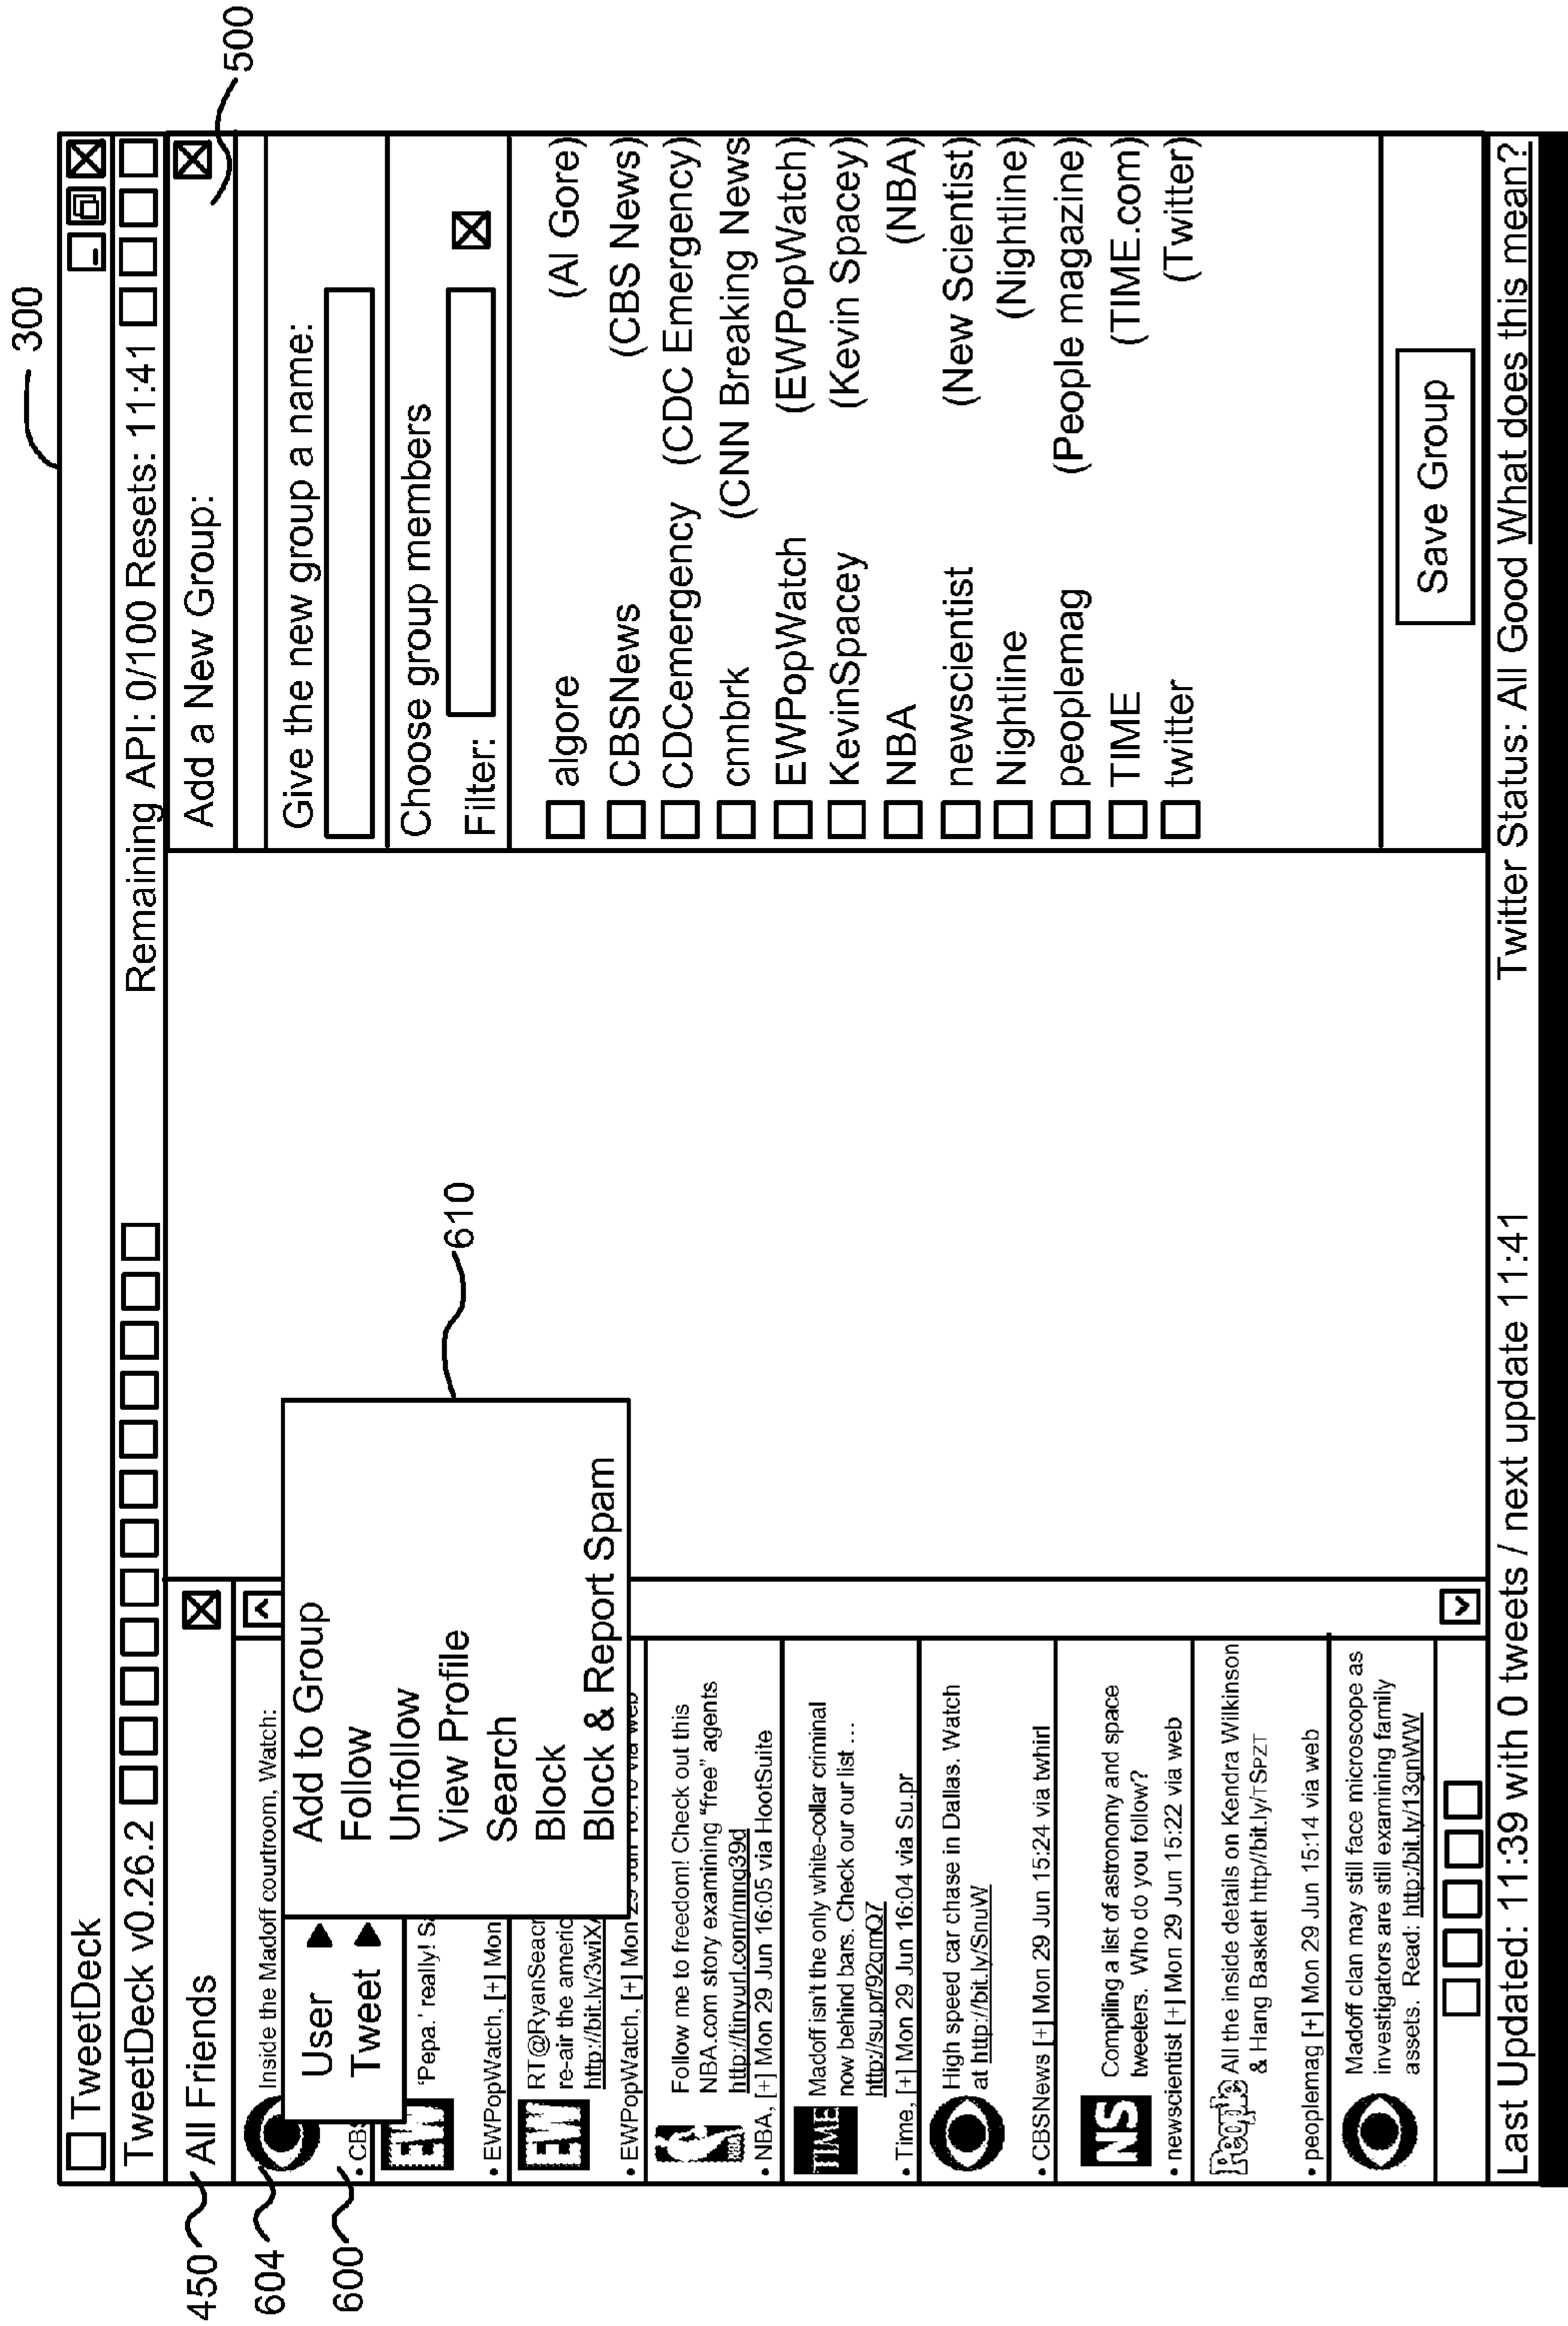 300
TweetDeck
TweetDeck v0.26.2
Remaining API: 0/100 Resets: 11:41
450
All Friends
604
Inside the Madoff courtroom, Watch:
600
• CBS
User
Tweet
610
Add to Group
Follow
Unfollow
View Profile
Search
Block
Block & Report Spam
EW
'Pepa.' really!
• EWPopWatch, [+] Mon
EW
RT@RyanSeacr
re-air the americ
http://bit.ly/3wiX
• EWPopWatch, [+] Mon 29 Jun
via web
Follow me to freedom! Check out this
NBA.com story examining "free" agents
http://tinyurl.com/mng39d
NBA
• NBA, [+] Mon 29 Jun 16:05 via HootSuite
TIME
Madoff isn't the only white-collar criminal
now behind bars. Check our our list ...
http://su.pr/92qmQ7
• Time, [+] Mon 29 Jun 16:04 via Su.pr
High speed car chase in Dallas. Watch
at http://bit.ly/SnuW
• CBSNews [+] Mon 29 Jun 15:24 via twhirl
NS
Compiling a list of astronomy and space
tweeters. Who do you follow?
• newscientist [+] Mon 29 Jun 15:22 via web
People
All the inside details on Kendra Wilkinson
& Hang Baskett http//bit.ly/TSPZT
• peoplemag [+] Mon 29 Jun 15:14 via web
Madoff clan may still face microscope as
investigators are still examining family
assets. Read: http:/bit.ly/13gnWW
500
Add a New Group:
Give the new group a name:
Choose group members
Filter:
algore (Al Gore)
CBSNews (CBS News)
CDCemergency (CDC Emergency)
cnnbrk (CNN Breaking News
EWPopWatch (EWPopWatch)
KevinSpacey (Kevin Spacey)
NBA (NBA)
newscientist (New Scientist)
Nightline (Nightline)
peoplemag (People magazine)
TIME (TIME.com)
twitter (Twitter)
Save Group
Last Updated: 11:39 with 0 tweets / next update 11:41
Twitter Status: All Good What does this mean?